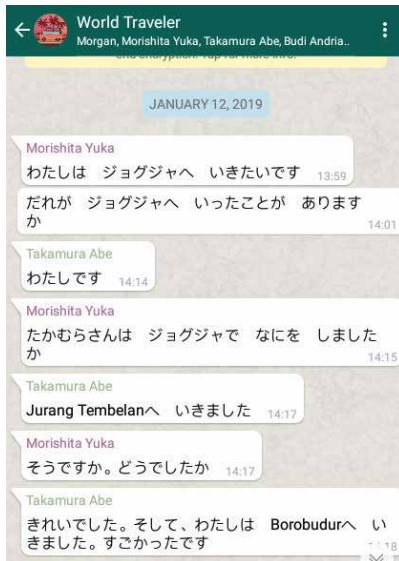 World Traveler
Morgan, Morishita Yuka, Takamura Abe, Budi Andria..
end encryption. Tap for more info.
JANUARY 12, 2019
Morishita Yuka
わたしは　ジョグジャへ　いきたいです 13:59
だれが　ジョグジャへ　いったことが　あります
か 14:01
Takamura Abe
わたしです 14:14
Morishita Yuka
たかむらさんは　ジョグジャで　なにを　しました
か 14:15
Takamura Abe
Jurang Tembelanへ　いきました 14:17
Morishita Yuka
そうですか。どうでしたか 14:17
Takamura Abe
きれいでした。そして、わたしは　Borobudurへ　い
きました。すごかったです